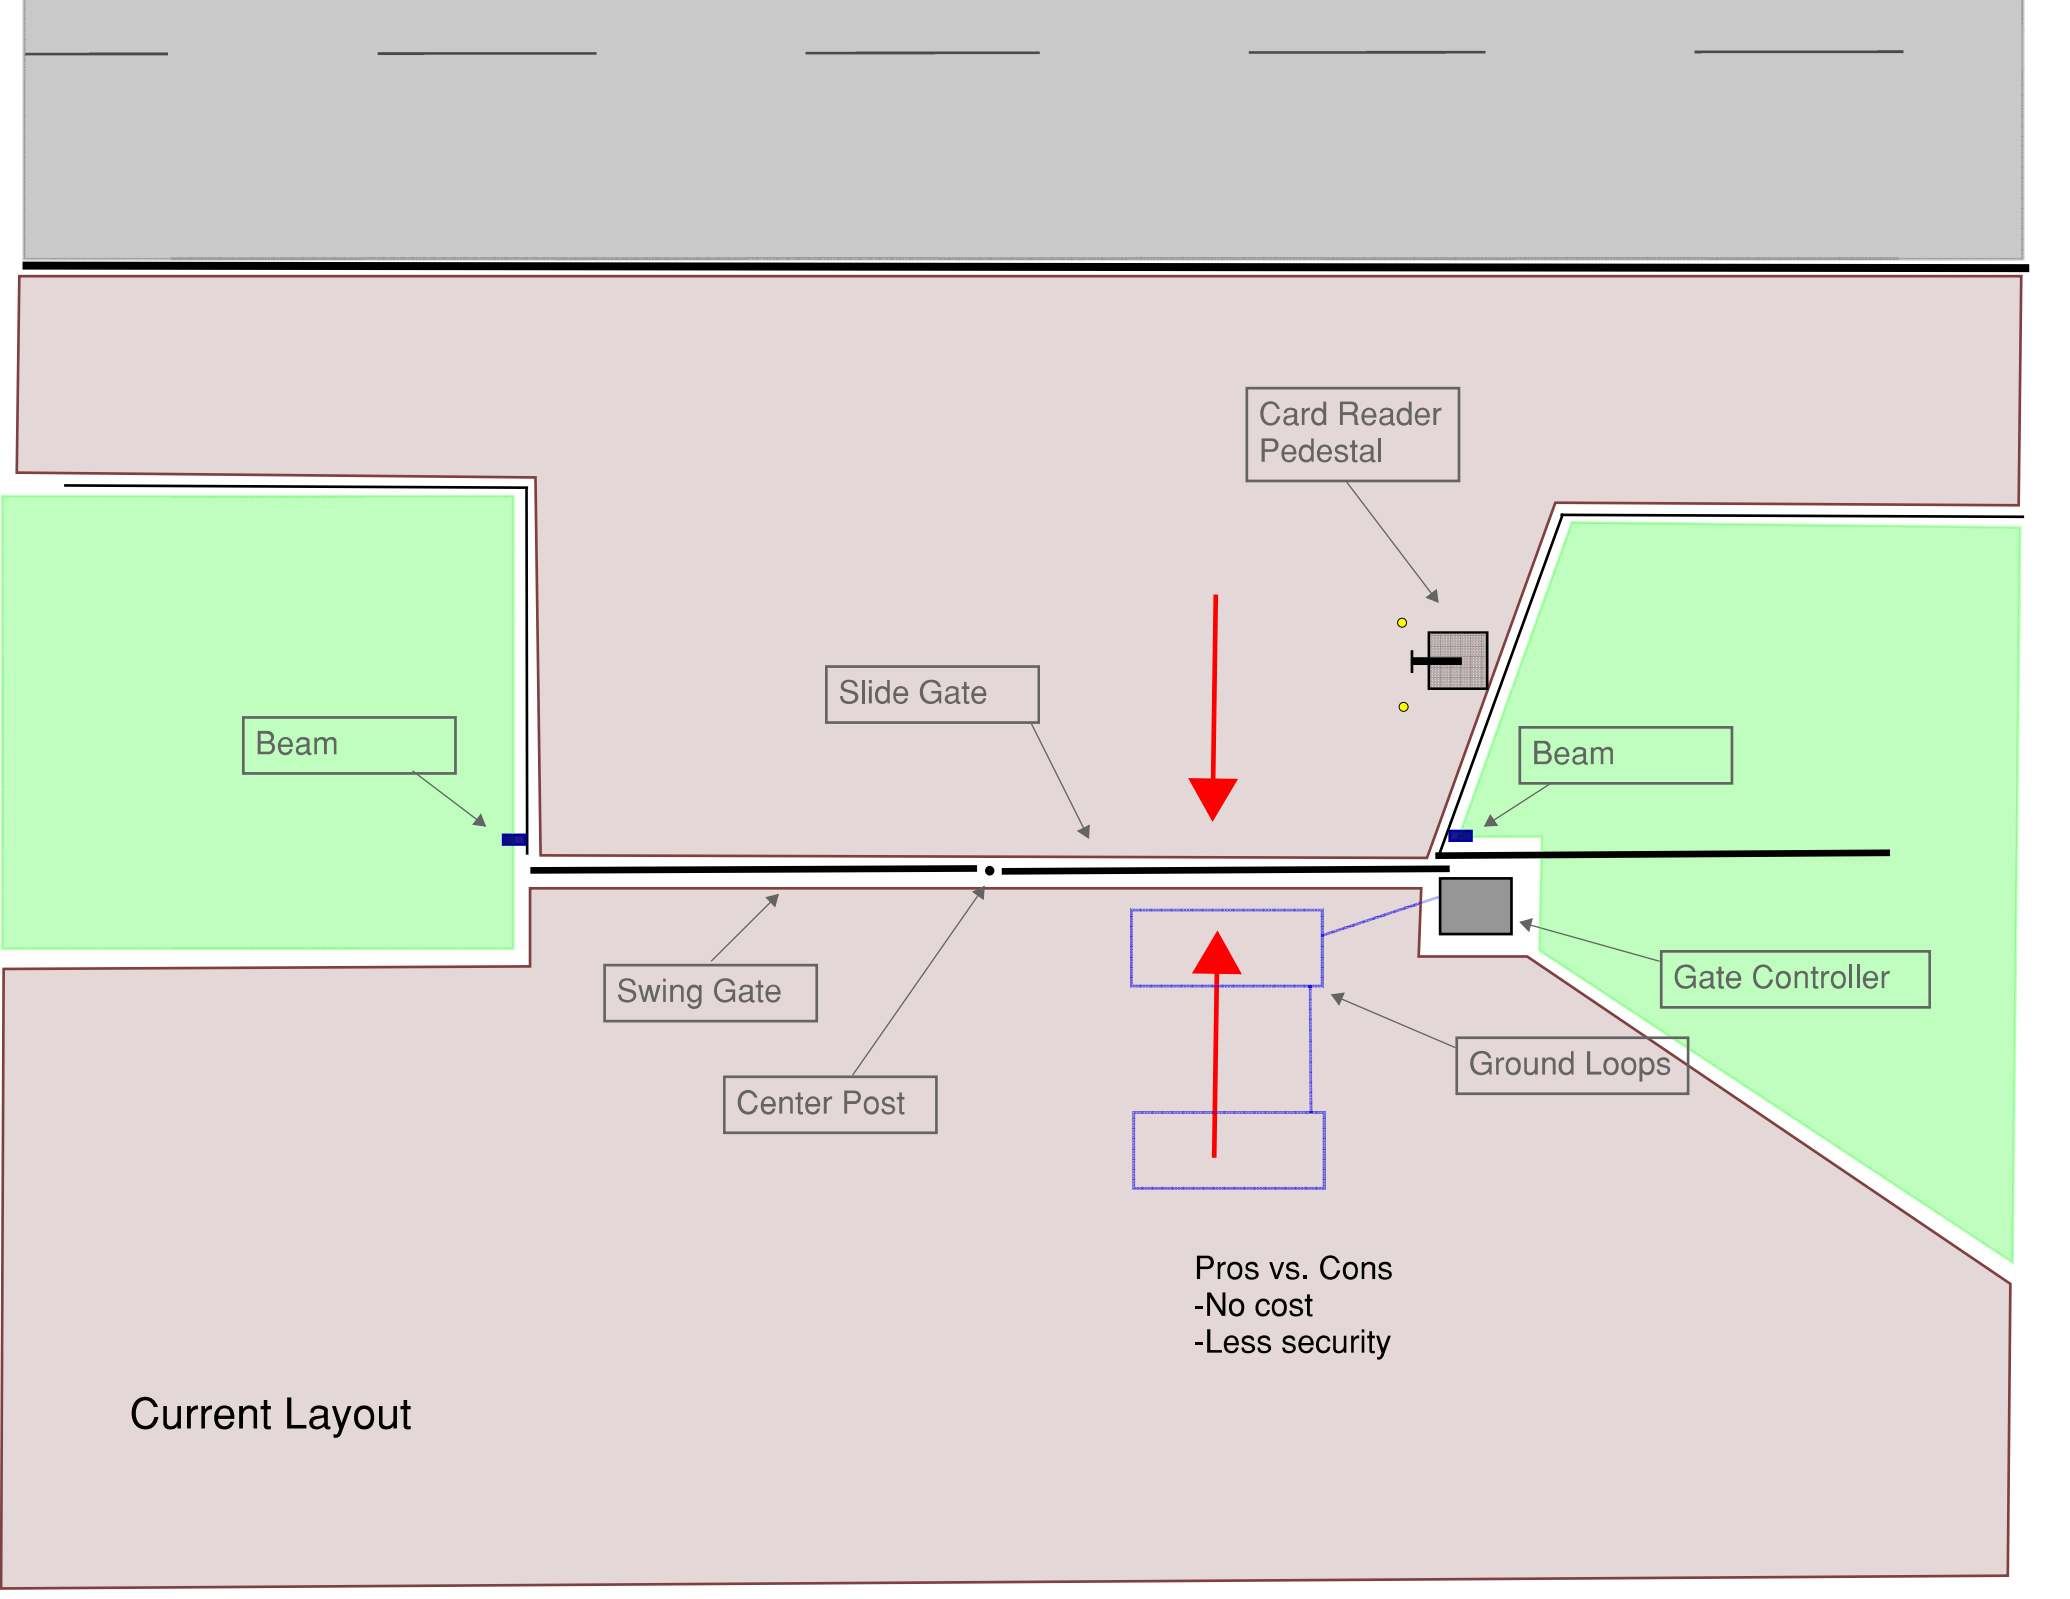 Card Reader
Pedestal
Slide Gate
Beam
Beam
Swing Gate
Gate Controller
Ground Loops
Center Post
Pros vs. Cons
-No cost
-Less security
Current Layout